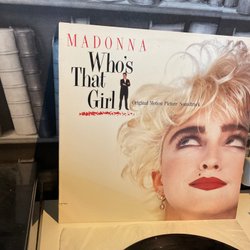 MADONNA
WHO'S
THAT
GIRL
Original Motion Picture Soundtrack